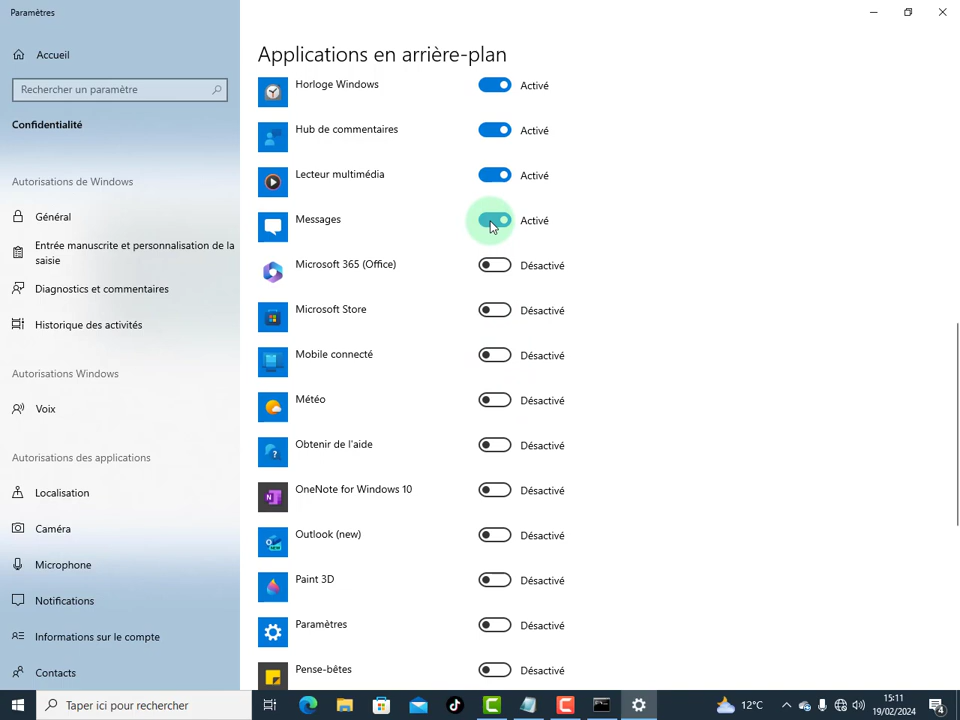 Paramètres
Accueil
Rechercher un paramètre
Confidentialité
Autorisations de Windows
Général
Entrée manuscrite et personnalisation de la
saisie
Diagnostics et commentaires
Historique des activités
Autorisations Windows
Voix
Autorisations des applications
Localisation
Caméra
Microphone
Notifications
Informations sur le compte
Contacts
Applications en arrière-plan
Horloge Windows Activé
Hub de commentaires Activé
Lecteur multimédia Activé
Messages Activé
Microsoft 365 (Office) Désactivé
Microsoft Store Désactivé
Mobile connecté Désactivé
Météo Désactivé
Obtenir de l'aide Désactivé
OneNote for Windows 10 Désactivé
Outlook (new) Désactivé
Paint 3D Désactivé
Paramètres Désactivé
Pense-bêtes Désactivé
Taper ici pour rechercher
12°C
15:11
19/02/2024
4